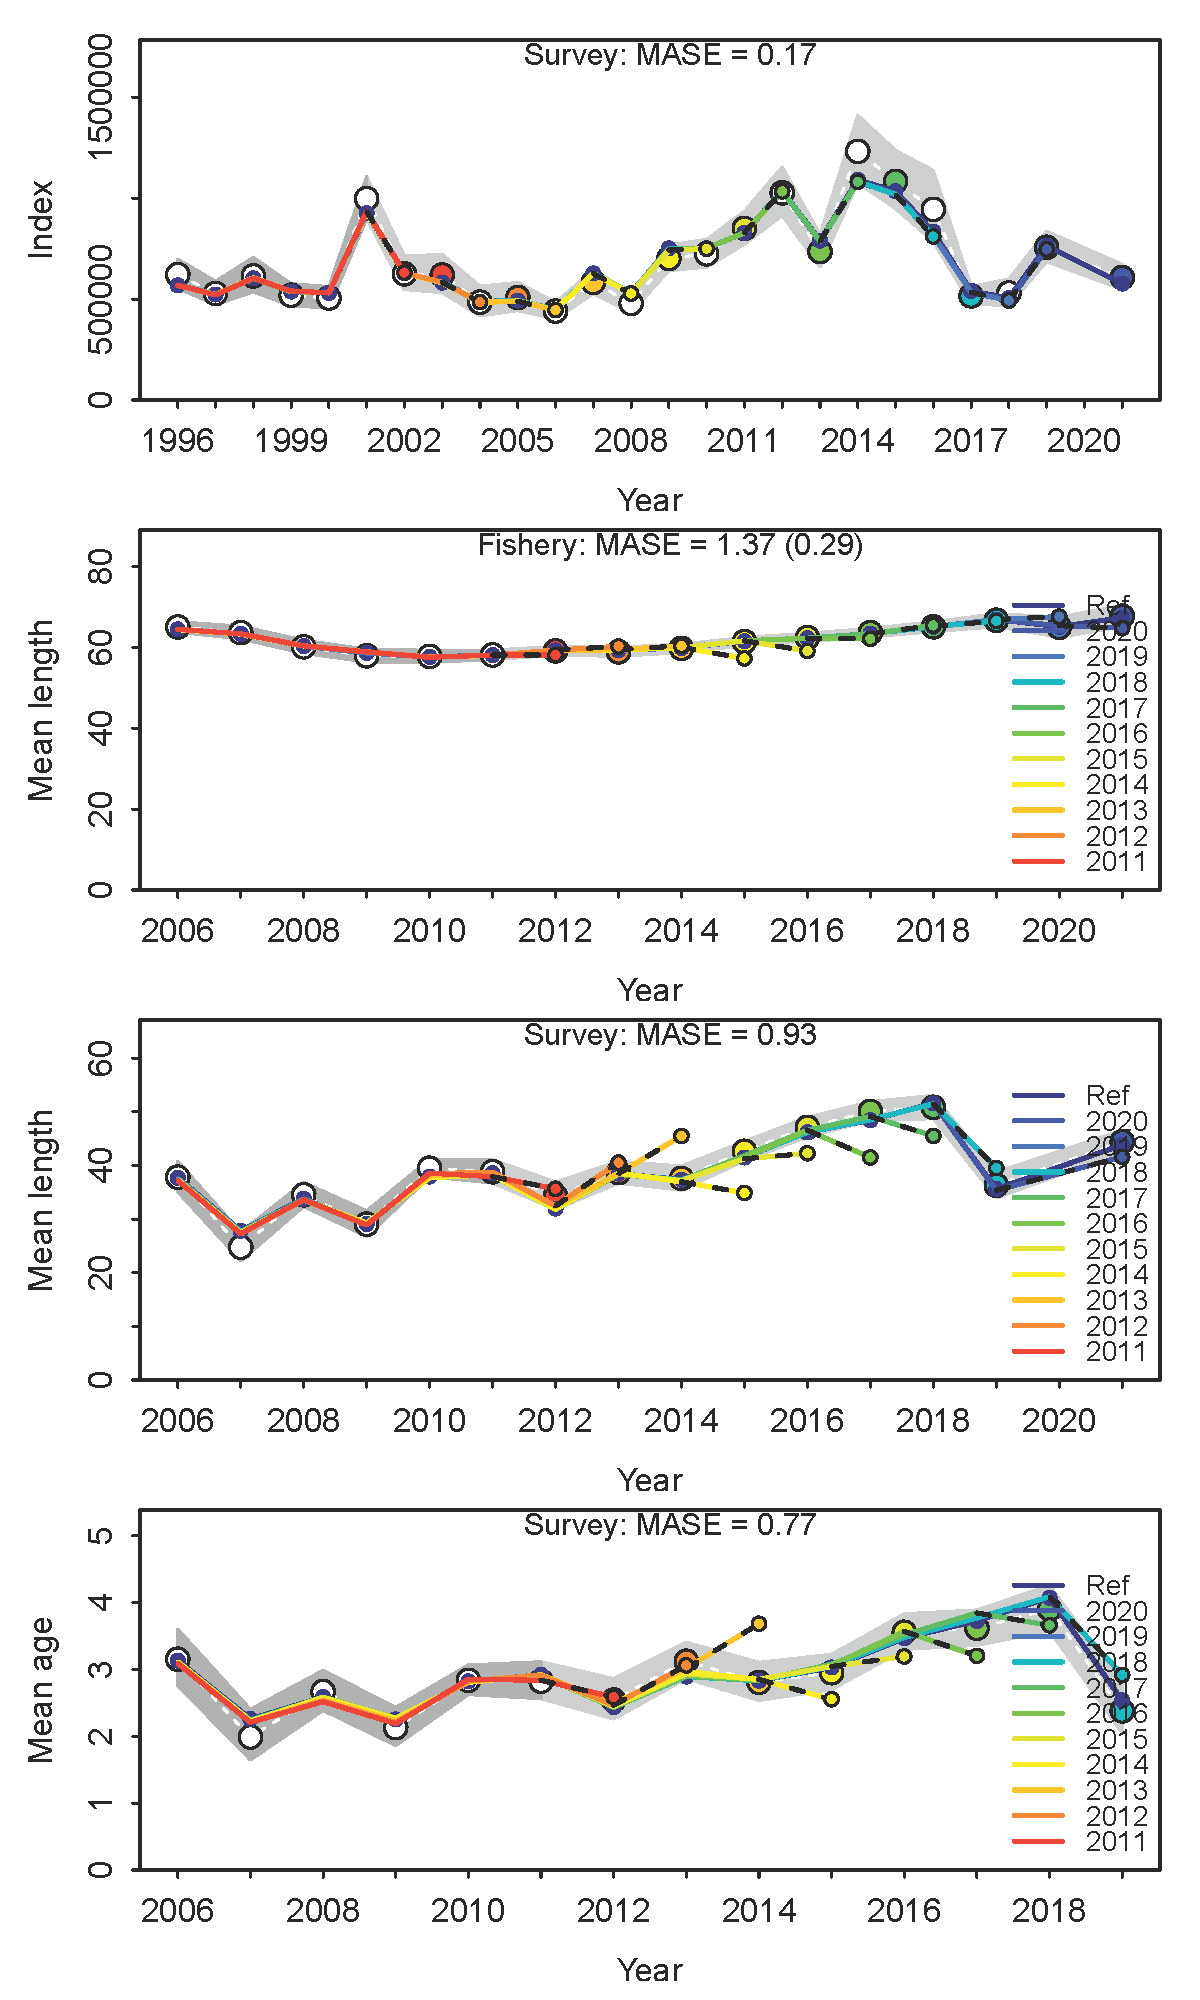 Survey: MASE = 0.17
Index
0
500000
1500000
1996 1999 2002 2005 2008 2011 2014 2017 2020
Year
Fishery: MASE = 1.37 (0.29)
Mean length
0 20 40 60 80
Ref
2020
2019
2018
2017
2016
2015
2014
2013
2012
2011
2006 2008 2010 2012 2014 2016 2018 2020
Year
Survey: MASE = 0.93
Mean length
0 20 40 60
Ref
2020
2019
2018
2017
2016
2015
2014
2013
2012
2011
2006 2008 2010 2012 2014 2016 2018 2020
Year
Survey: MASE = 0.77
Mean age
0 1 2 3 4 5
Ref
2020
2019
2018
2017
2016
2015
2014
2013
2012
2011
2006 2008 2010 2012 2014 2016 2018
Year